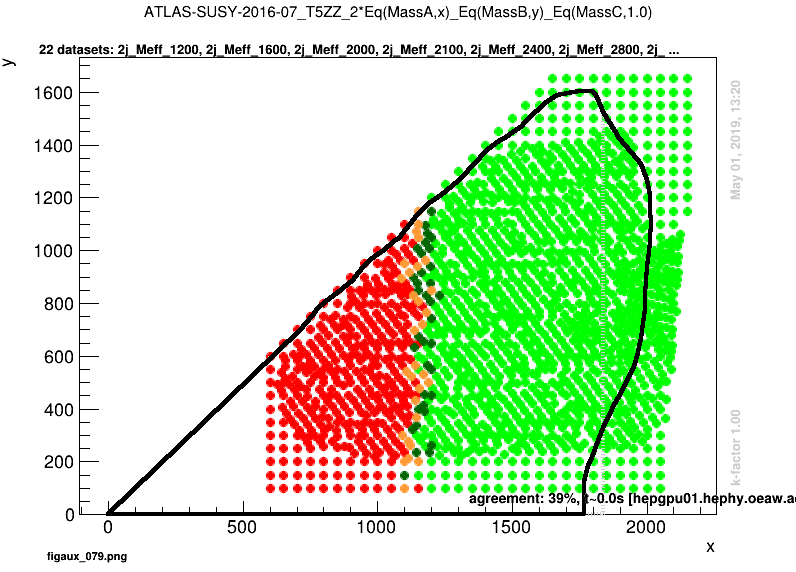 ATLAS-SUSY-2016-07_T5ZZ_2*Eq(MassA,x)_Eq(MassB,y)_Eq(MassC,1.0)
22 datasets: 2j_Meff_1200, 2j_Meff_1600, 2j_Meff_2000, 2j_Meff_2100, 2j_Meff_2400, 2j_Meff_2800, 2j_ ...
y
1600
1400
1200
1000
800
600
400
200
0
May 01, 2019, 13:20
k-factor 1.00
agreement: 39%, t~0.0s [hepgpu01.hephy.oeaw.a
0 500 1000 1500 2000
x
figaux_079.png